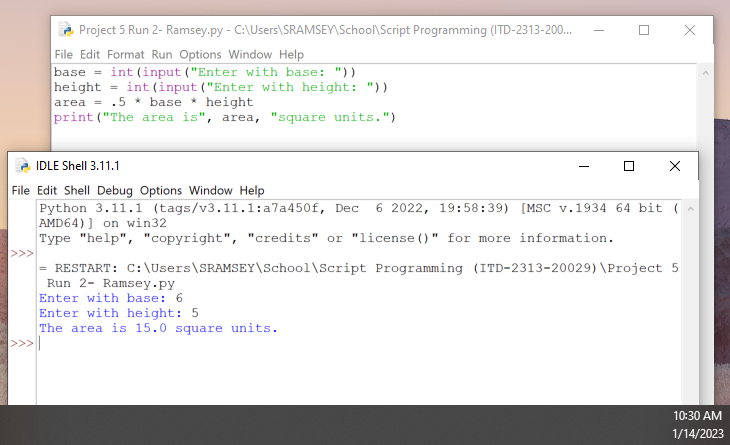 Project 5 Run 2- Ramsey.py - C:\Users\SRAMSEY\School\Script Programming (ITD-2313-200...
File Edit Format Run Options Window Help
base = int(input("Enter with base: "))
height = int(input("Enter with height: "))
area = .5 * base * height
print("The area is", area, "square units.")
IDLE Shell 3.11.1
File Edit Shell Debug Options Window Help
Python 3.11.1 (tags/v3.11.1:a7a450f, Dec  6 2022, 19:58:39) [MSC v.1934 64 bit (
AMD64)] on win32
Type "help", "copyright", "credits" or "license()" for more information.
>>>
= RESTART: C:\Users\SRAMSEY\School\Script Programming (ITD-2313-20029)\Project 5
 Run 2- Ramsey.py
Enter with base: 6
Enter with height: 5
The area is 15.0 square units.
>>>
10:30 AM
1/14/2023